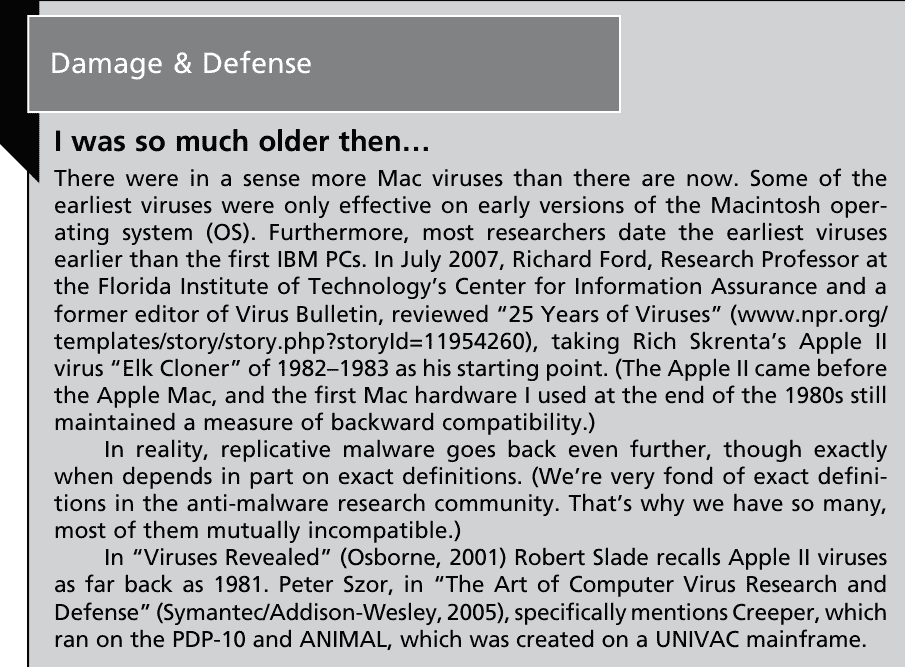 Damage & Defense
I was so much older then…
There were in a sense more Mac viruses than there are now. Some of the
earliest viruses were only effective on early versions of the Macintosh oper-
ating system (OS). Furthermore, most researchers date the earliest viruses
earlier than the first IBM PCs. In July 2007, Richard Ford, Research Professor at
the Florida Institute of Technology’s Center for Information Assurance and a
former editor of Virus Bulletin, reviewed “25 Years of Viruses” (www.npr.org/
templates/story/story.php?storyId=11954260), taking Rich Skrenta’s Apple II
virus “Elk Cloner” of 1982–1983 as his starting point. (The Apple II came before
the Apple Mac, and the first Mac hardware I used at the end of the 1980s still
maintained a measure of backward compatibility.)
In reality, replicative malware goes back even further, though exactly
when depends in part on exact definitions. (We’re very fond of exact defini-
tions in the anti-malware research community. That’s why we have so many,
most of them mutually incompatible.)
In “Viruses Revealed” (Osborne, 2001) Robert Slade recalls Apple II viruses
as far back as 1981. Peter Szor, in “The Art of Computer Virus Research and
Defense” (Symantec/Addison-Wesley, 2005), specifically mentions Creeper, which
ran on the PDP-10 and ANIMAL, which was created on a UNIVAC mainframe.